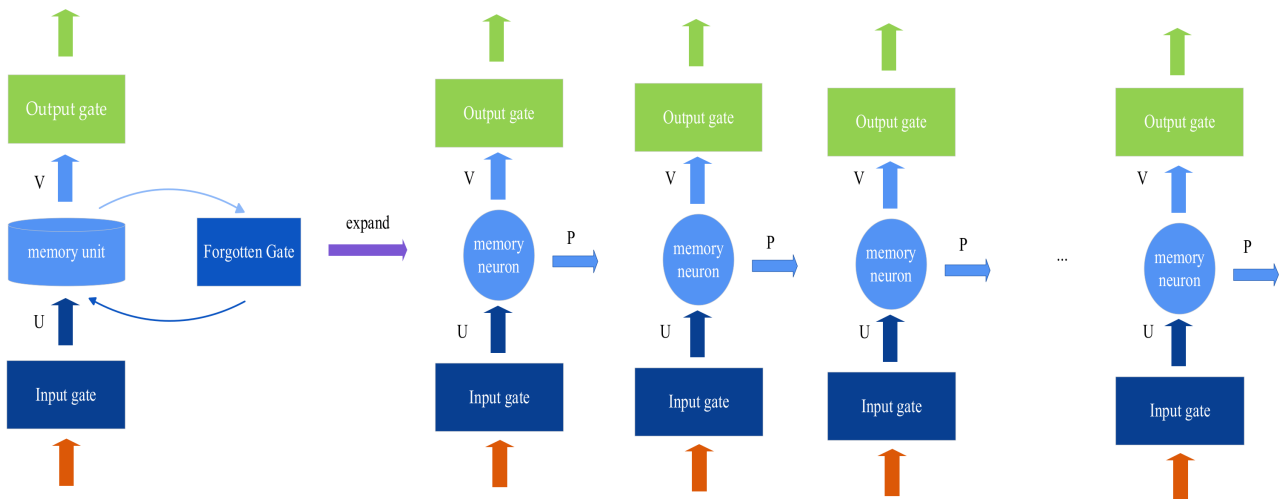 Output gate
V
memory unit
Forgotten Gate
U
Input gate
expand
Output gate
V
memory
neuron
P
U
Input gate
Output gate
V
memory
neuron
P
U
Input gate
Output gate
V
memory
neuron
P
U
Input gate
...
Output gate
V
memory
neuron
P
U
Input gate